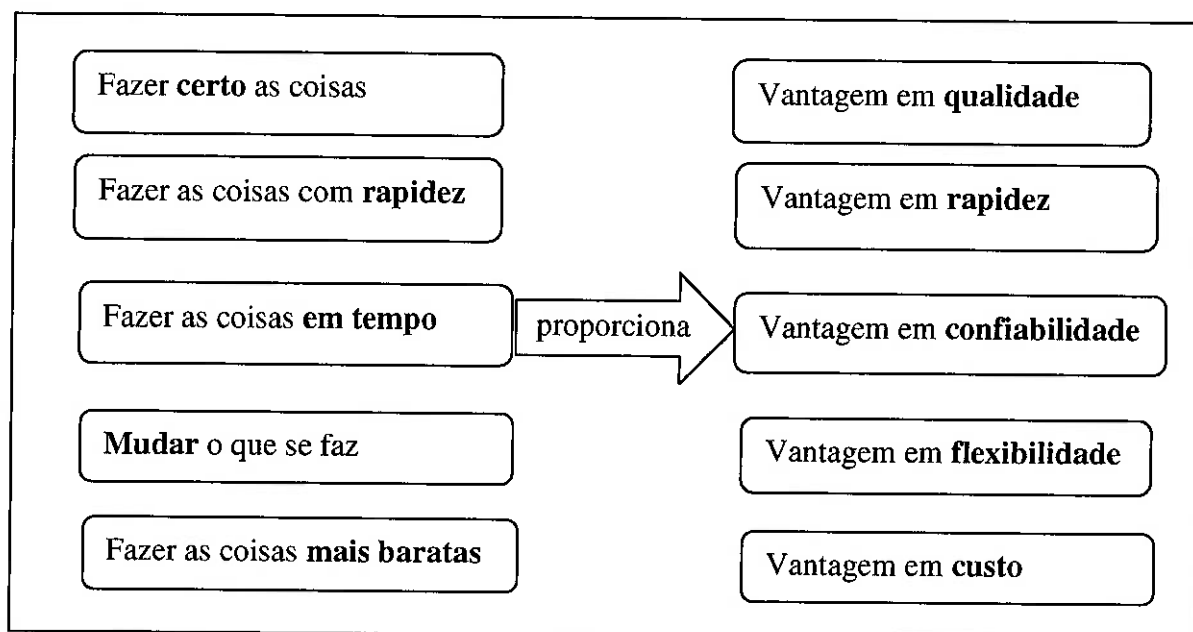 Fazer certo as coisas
Vantagem em qualidade
Fazer as coisas com rapidez
Vantagem em rapidez
Fazer as coisas em tempo
proporciona
Vantagem em confiabilidade
Mudar o que se faz
Vantagem em flexibilidade
Fazer as coisas mais baratas
Vantagem em custo